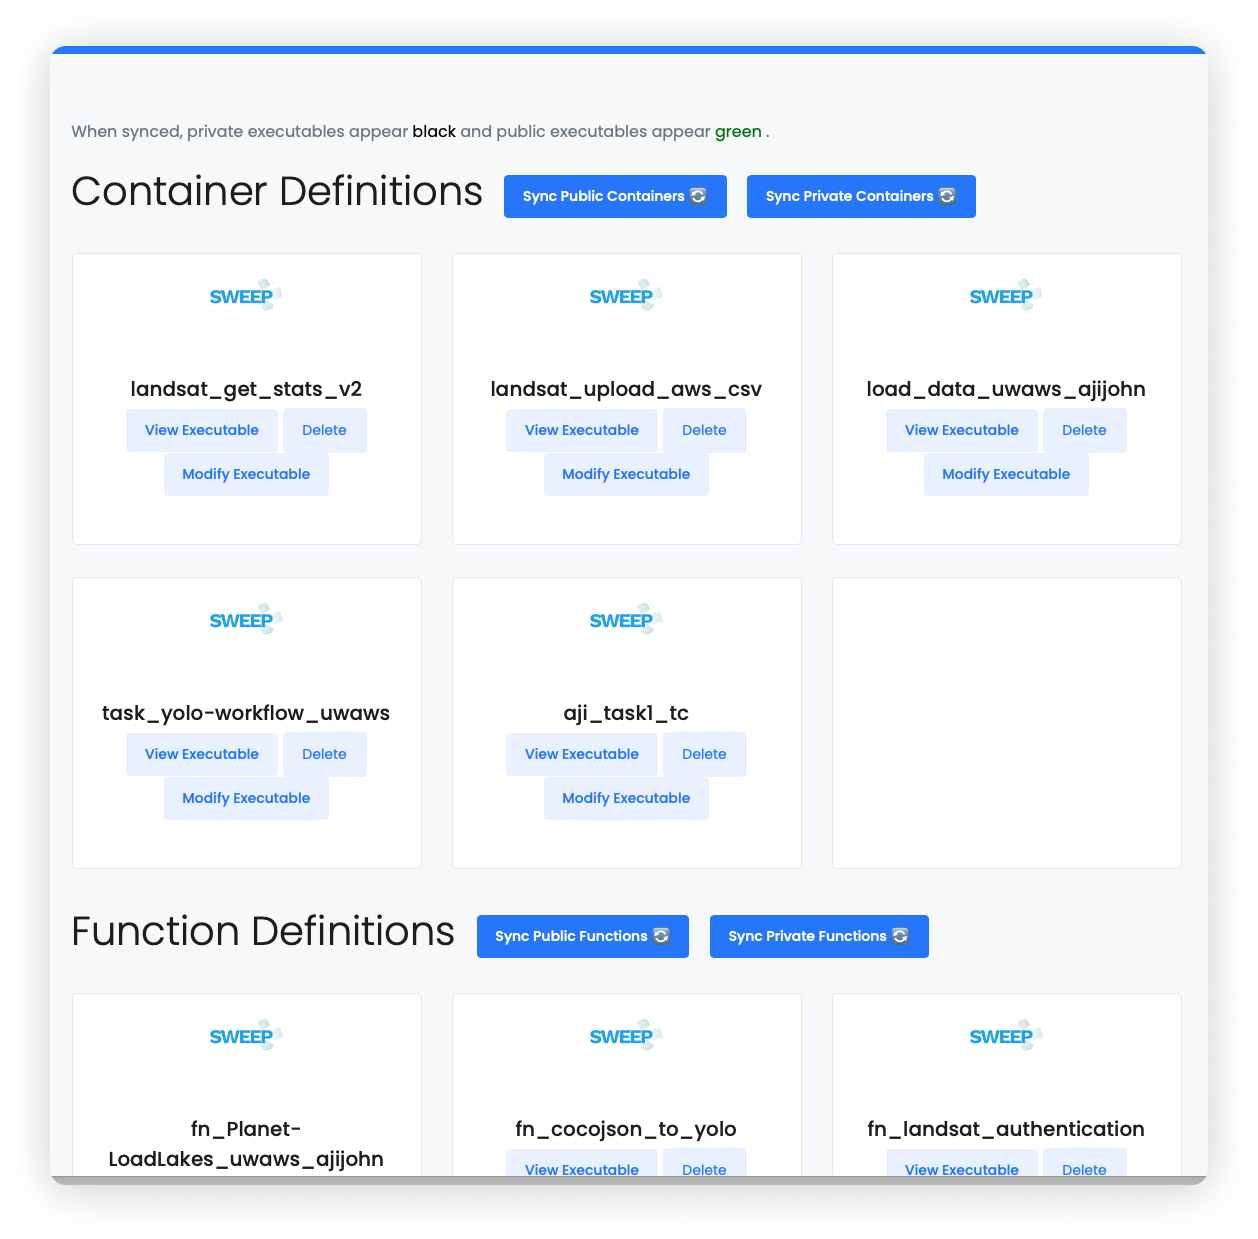 When synced, private executables appear black and public executables appear green .
Container Definitions
Sync Public Containers
Sync Private Containers
SWEEP
SWEEP
SWEEP
landsat_get_stats_v2
landsat_upload_aws_csv
load_data_uwaws_ajijohn
View Executable
Delete
View Executable
Delete
View Executable
Delete
Modify Executable
Modify Executable
Modify Executable
SWEEP
SWEEP
task_yolo-workflow_uwaws
aji_task1_tc
View Executable
Delete
View Executable
Delete
Modify Executable
Modify Executable
Function Definitions
Sync Public Functions
Sync Private Functions
SWEEP
SWEEP
SWEEP
fn_Planet-
LoadLakes_uwaws_ajijohn
fn_cocojson_to_yolo
fn_landsat_authentication
View Executable
Delete
View Executable
Delete